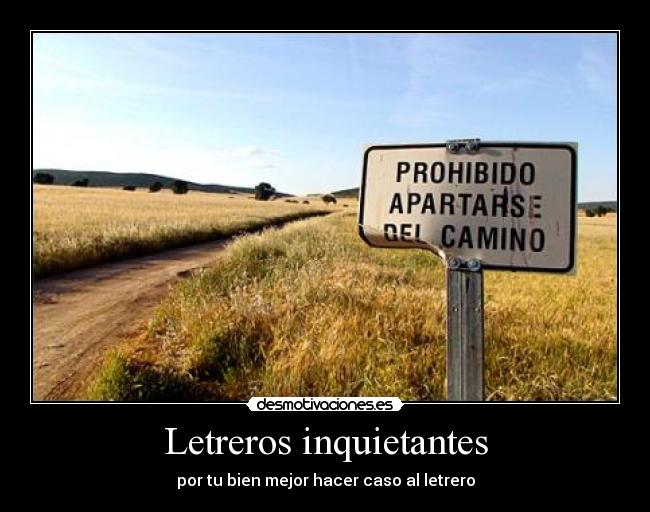 PROHIBIDO
APARTARSE
DEL CAMINO
desmotivaciones.es
Letreros inquietantes
por tu bien mejor hacer caso al letrero